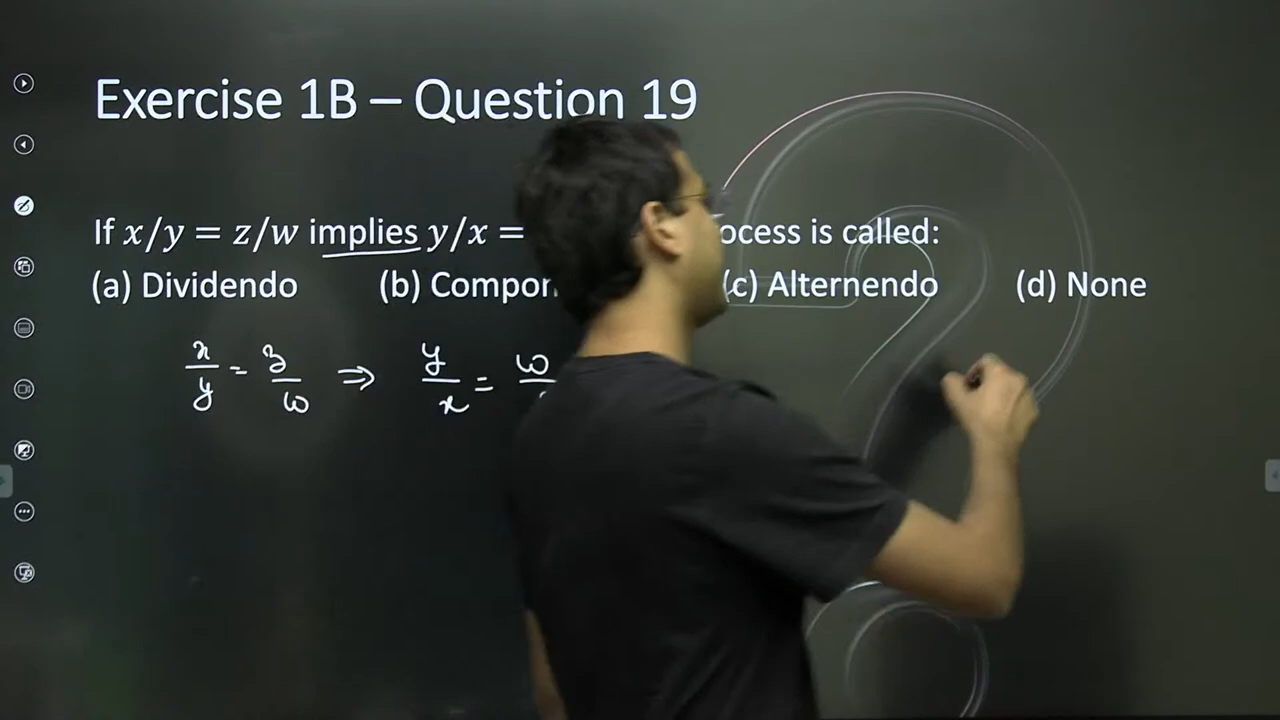 Exercise 1B – Question 19
If x/y = z/w implies y/x = ocess is called:
(a) Dividendo (b) Compon (c) Alternendo (d) None
x/y = z/w ⇒ y/x = w